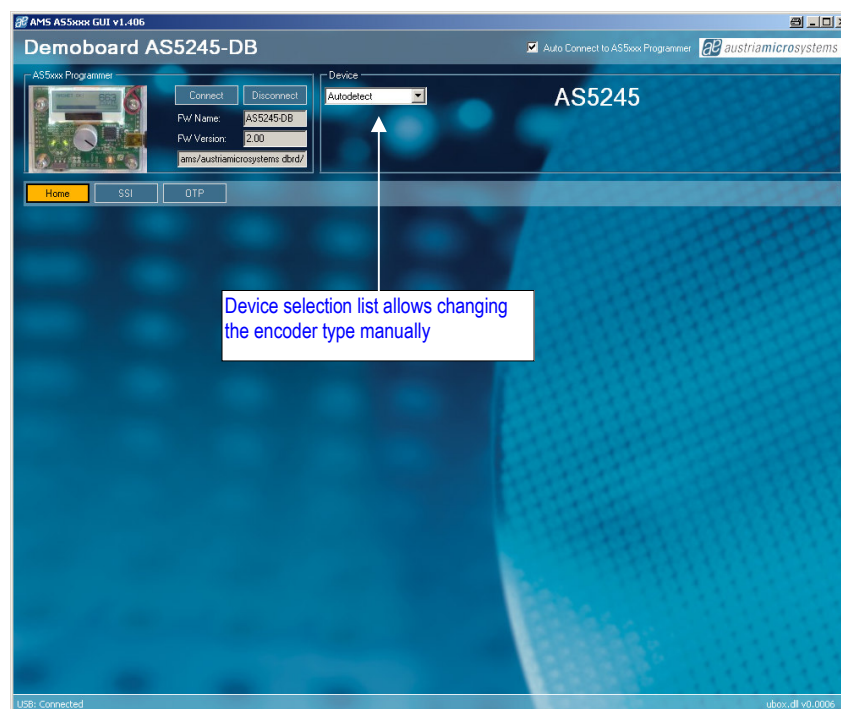 AMS AS5xxx GUI v1.406
Demoboard AS5245-DB
Auto Connect to AS5xxx Programmer
austriamicrosystems
AS5xxx Programmer
Connect
Disconnect
FW Name:
AS5245-DB
FW Version:
2.00
ams/austriamicrosystems dbrd/
Device
Autodetect
AS5245
Home
SSI
OTP
Device selection list allows changing
the encoder type manually
USB: Connected
ubox.dll v0.0006